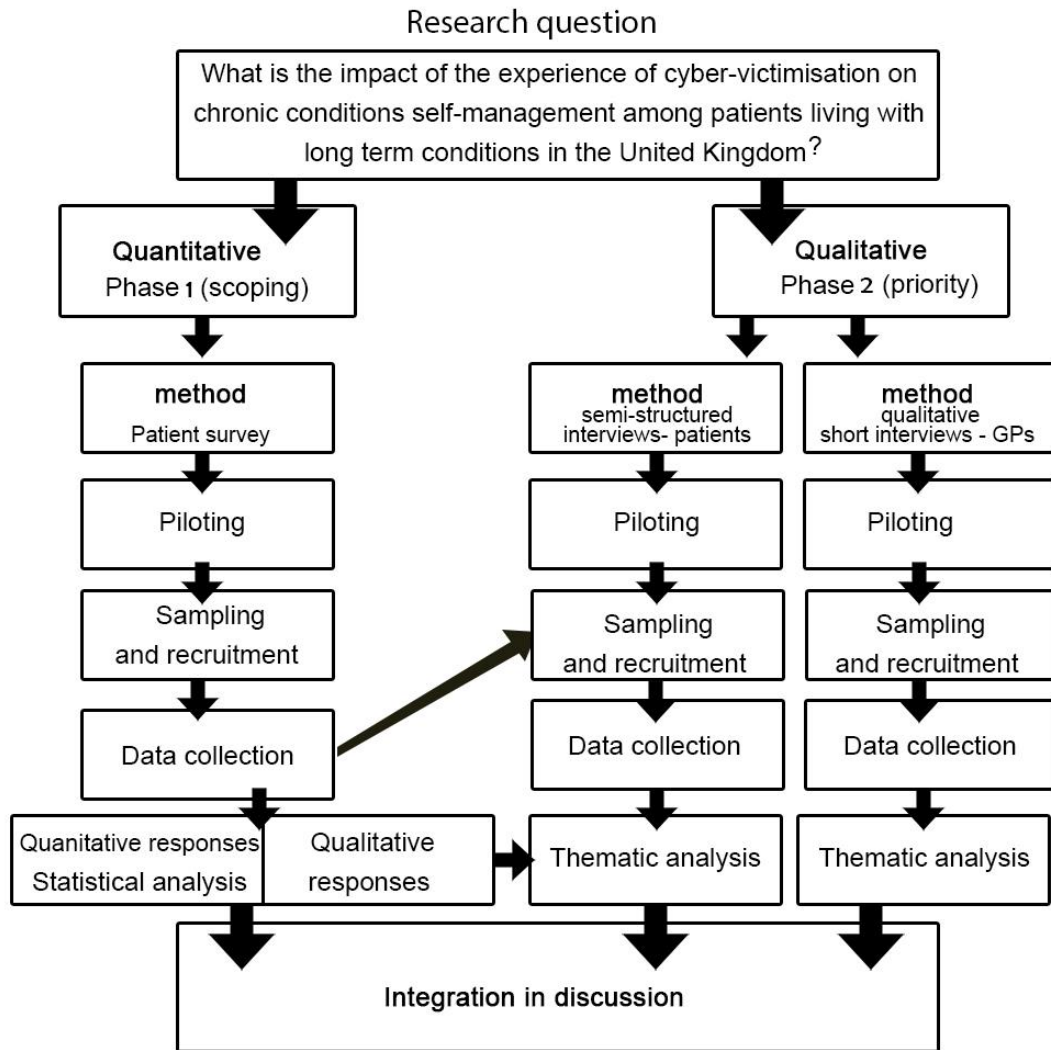 Research question
What is the impact of the experience of cyber-victimisation on
chronic conditions self-management among patients living with
long term conditions in the United Kingdom?
Quantitative
Phase 1 (scoping)
Qualitative
Phase 2 (priority)
method
Patient survey
method
semi-structured
interviews- patients
method
qualitative
short interviews - GPs
Piloting
Piloting
Piloting
Sampling
and recruitment
Sampling
and recruitment
Sampling
and recruitment
Data collection
Data collection
Data collection
Quanitative responses
Statistical analysis
Qualitative
responses
Thematic analysis
Thematic analysis
Integration in discussion